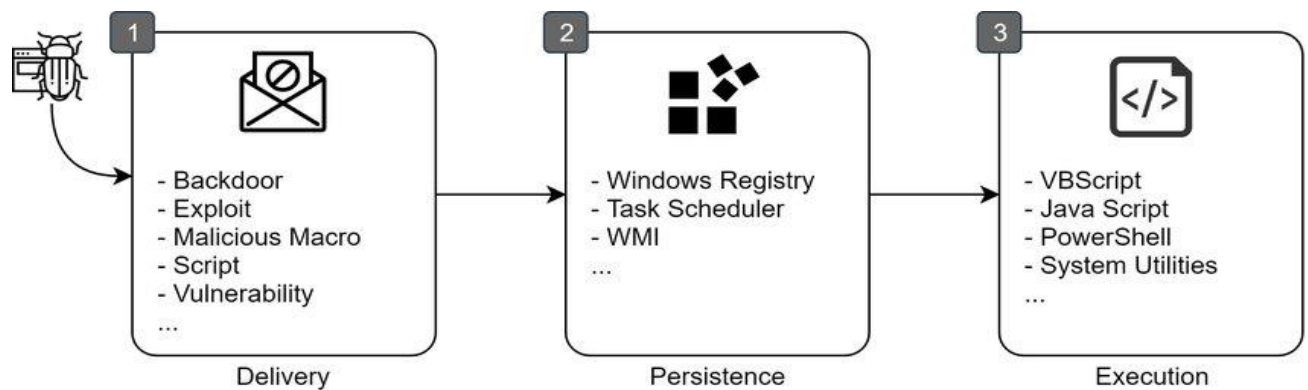 1
- Backdoor
- Exploit
- Malicious Macro
- Script
- Vulnerability
...
Delivery
2
- Windows Registry
- Task Scheduler
- WMI
...
Persistence
3
</>
- VBScript
- Java Script
- PowerShell
- System Utilities
...
Execution